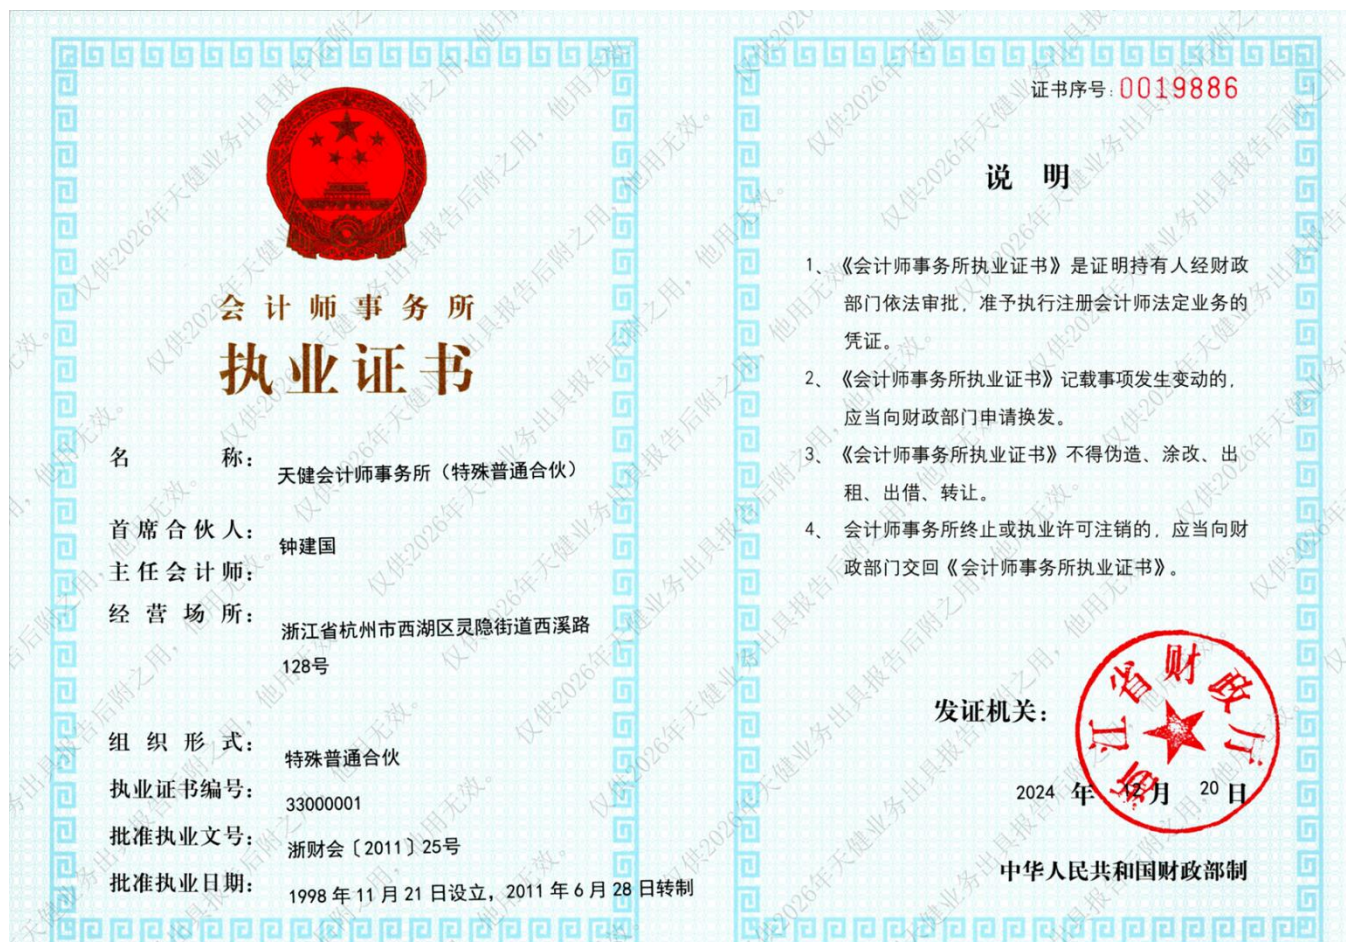 会计师事务所
执业证书
名称：
天健会计师事务所（特殊普通合伙）
首席合伙人：
钟建国
主任会计师：
经营场所：
浙江省杭州市西湖区灵隐街道西溪路
128号
组织形式：
特殊普通合伙
执业证书编号：
33000001
批准执业文号：
浙财会〔2011〕25号
批准执业日期：
1998年11月21日设立，2011年6月28日转制
证书序号：0019886
说明
1、《会计师事务所执业证书》是证明持有人经财政
部门依法审批，准予执行注册会计师法定业务的
凭证。
2、《会计师事务所执业证书》记载事项发生变动的，
应当向财政部门申请换发。
3、《会计师事务所执业证书》不得伪造、涂改、出
租、出借、转让。
4、会计师事务所终止或执业许可注销的，应当向财
政部门交回《会计师事务所执业证书》。
发证机关：
浙江省财政厅
2024年12月20日
中华人民共和国财政部制
仅供2026年天健业务出具报告后附之用，他用无效。